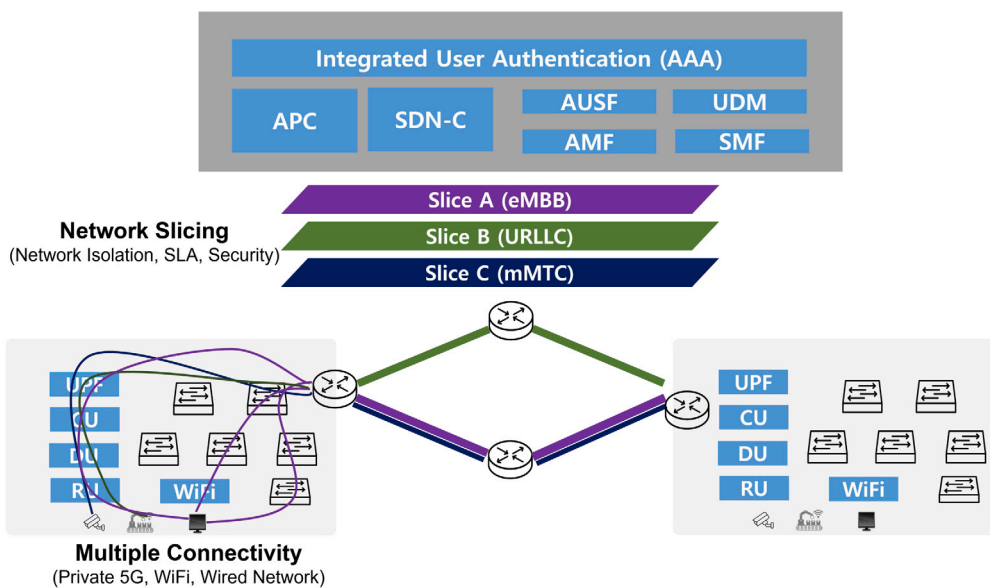 Integrated User Authentication (AAA)
APC
SDN-C
AUSF
UDM
AMF
SMF
Slice A (eMBB)
Network Slicing
(Network Isolation, SLA, Security)
Slice B (URLLC)
Slice C (mMTC)
UPF
CU
DU
RU
WiFi
Multiple Connectivity
(Private 5G, WiFi, Wired Network)
UPF
CU
DU
RU
WiFi